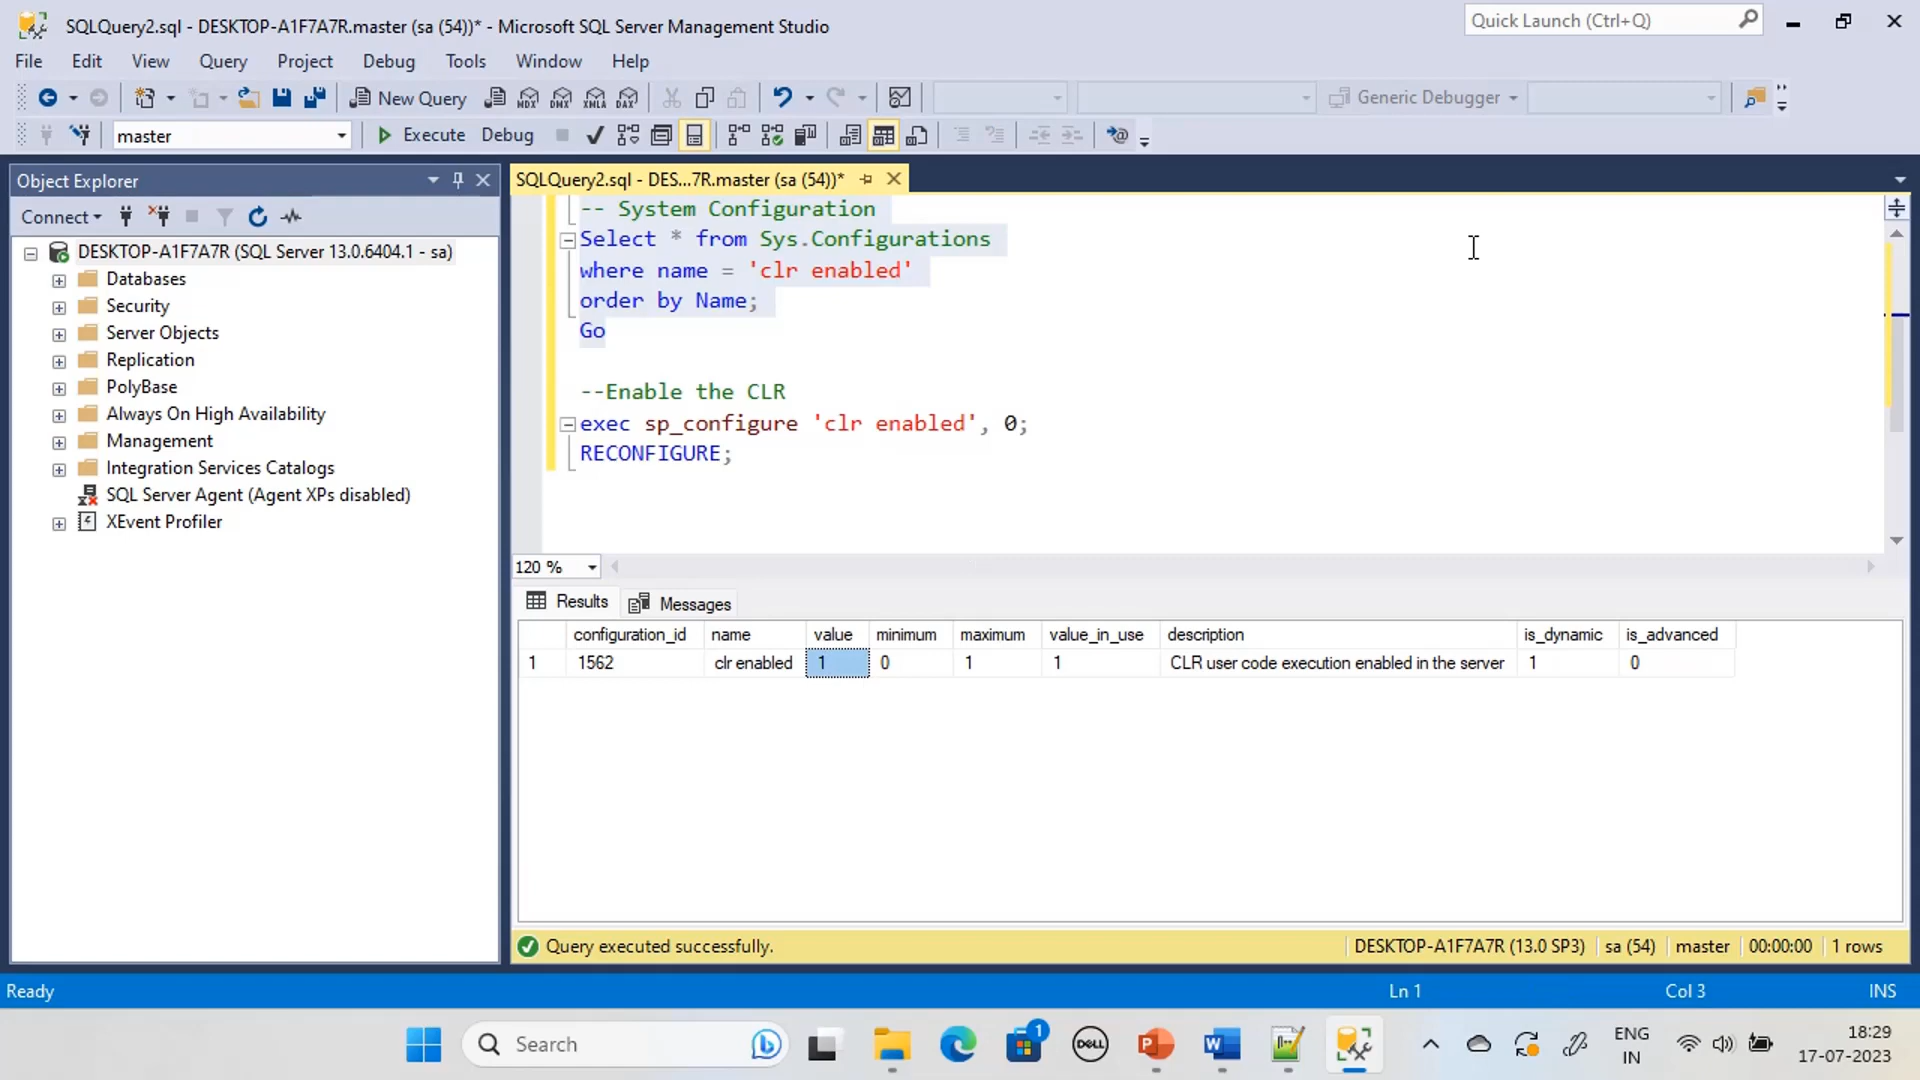 SQLQuery2.sql - DESKTOP-A1F7A7R.master (sa (54))* - Microsoft SQL Server Management Studio
Quick Launch (Ctrl+Q)
File Edit View Query Project Debug Tools Window Help
New Query MDX DMX XMLA DAX Generic Debugger
master Execute Debug
Object Explorer
SQLQuery2.sql - DES...7R.master (sa (54))*
Connect
DESKTOP-A1F7A7R (SQL Server 13.0.6404.1 - sa)
Databases
Security
Server Objects
Replication
PolyBase
Always On High Availability
Management
Integration Services Catalogs
SQL Server Agent (Agent XPs disabled)
XEvent Profiler
-- System Configuration
Select * from Sys.Configurations
where name = 'clr enabled'
order by Name;
Go
--Enable the CLR
exec sp_configure 'clr enabled', 0;
RECONFIGURE;
120 %
Results Messages
configuration_id name value minimum maximum value_in_use description is_dynamic is_advanced
1 1562 clr enabled 1 0 1 1 CLR user code execution enabled in the server 1 0
Query executed successfully. DESKTOP-A1F7A7R (13.0 SP3) sa (54) master 00:00:00 1 rows
Ready Ln 1 Col 3 INS
Search
1
DELL
ENG
IN
18:29
17-07-2023